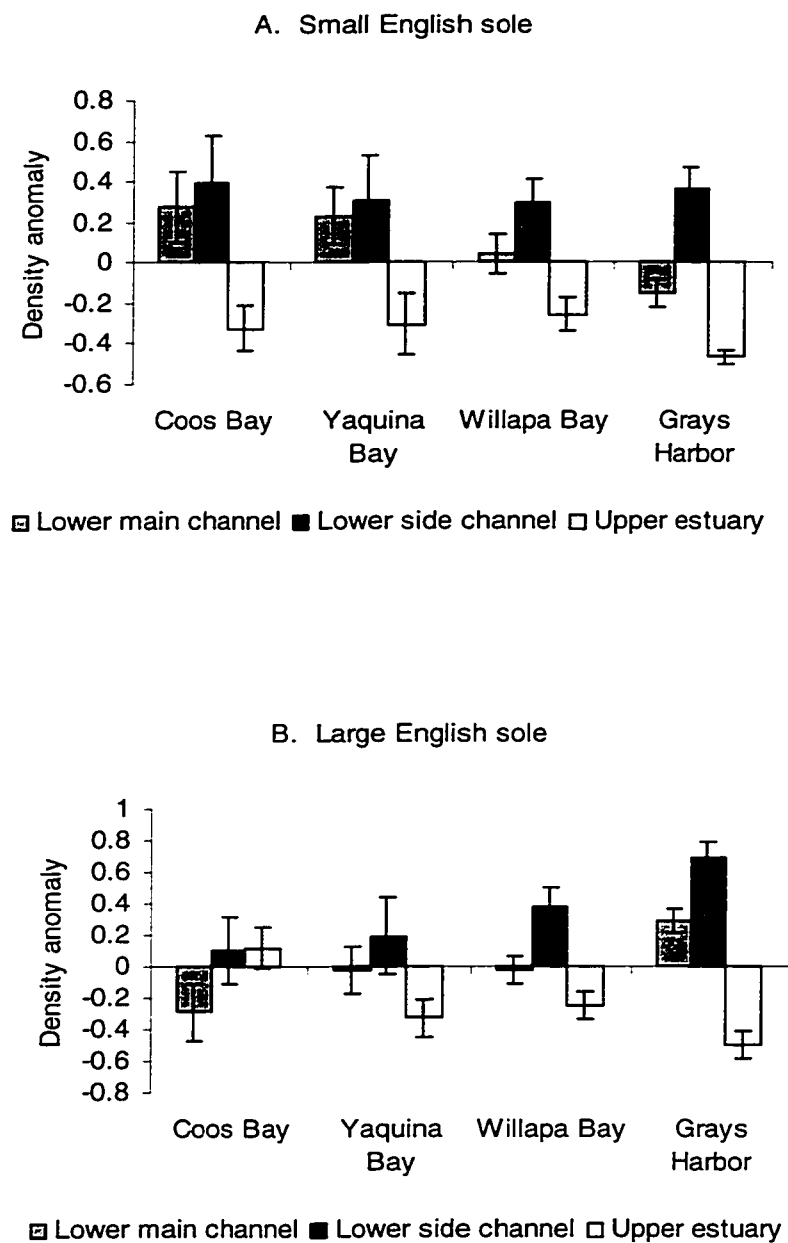 A. Small English sole
Density anomaly
0.8
0.6
0.4
0.2
0
-0.2
-0.4
-0.6
Coos Bay Yaquina Bay Willapa Bay Grays Harbor
Lower main channel Lower side channel Upper estuary
B. Large English sole
Density anomaly
1
0.8
0.6
0.4
0.2
0
-0.2
-0.4
-0.6
-0.8
Coos Bay Yaquina Bay Willapa Bay Grays Harbor
Lower main channel Lower side channel Upper estuary